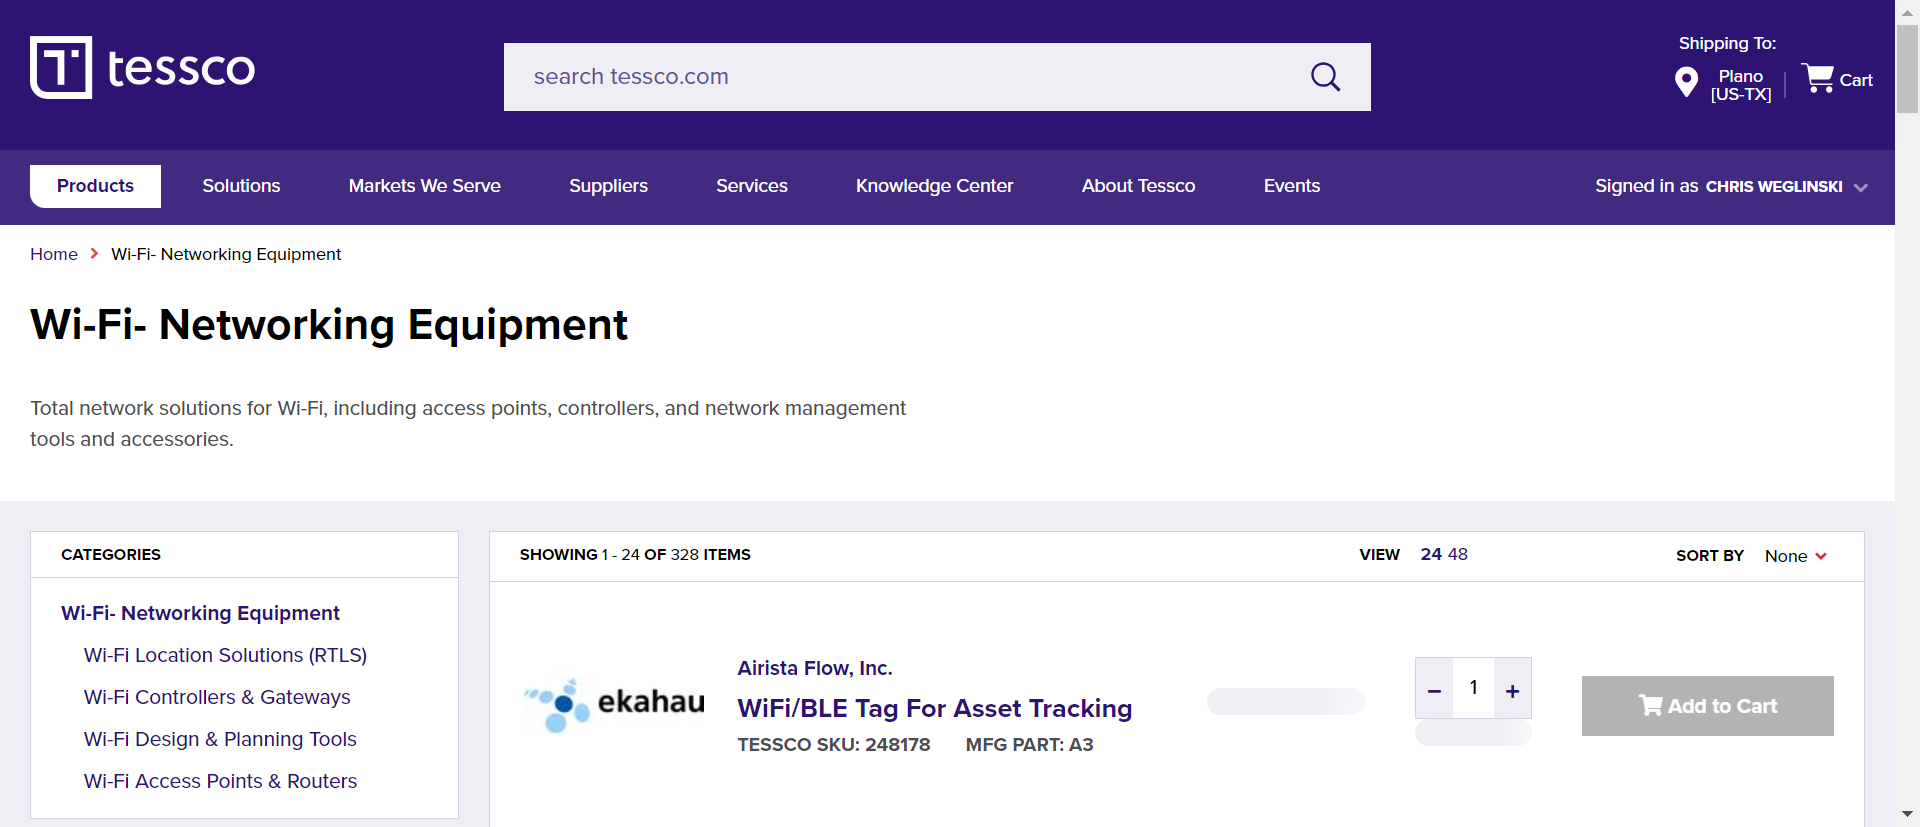 tessco
search tessco.com
Shipping To:
Plano
[US-TX]
Cart
Products
Solutions
Markets We Serve
Suppliers
Services
Knowledge Center
About Tessco
Events
Signed in as CHRIS WEGLINSKI
Home
Wi-Fi- Networking Equipment
Wi-Fi- Networking Equipment
Total network solutions for Wi-Fi, including access points, controllers, and network management
tools and accessories.
CATEGORIES
Wi-Fi- Networking Equipment
Wi-Fi Location Solutions (RTLS)
Wi-Fi Controllers & Gateways
Wi-Fi Design & Planning Tools
Wi-Fi Access Points & Routers
SHOWING 1 - 24 OF 328 ITEMS
VIEW 24 48
SORT BY None
ekahau
Airista Flow, Inc.
WiFi/BLE Tag For Asset Tracking
TESSCO SKU: 248178 MFG PART: A3
− 1 +
Add to Cart